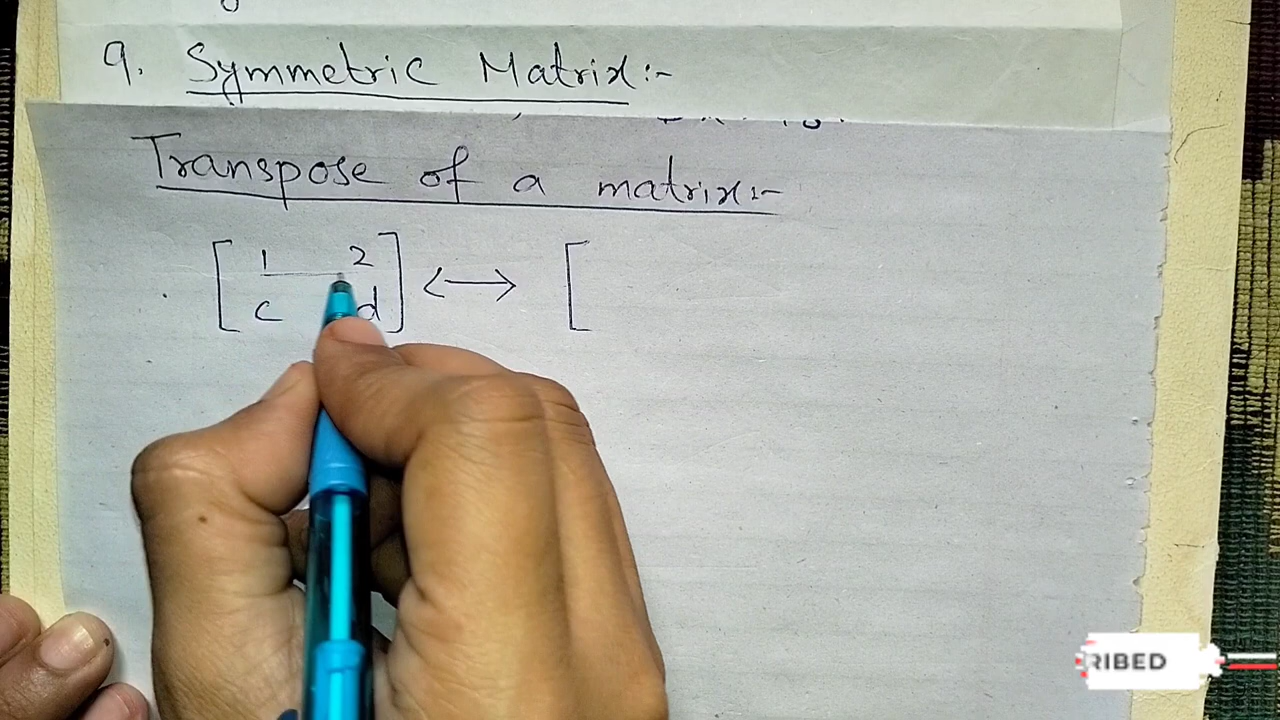 9. Symmetric Matrix:-
Transpose of a matrix:-
[ 1 2
c d ] <-> [
RIBED